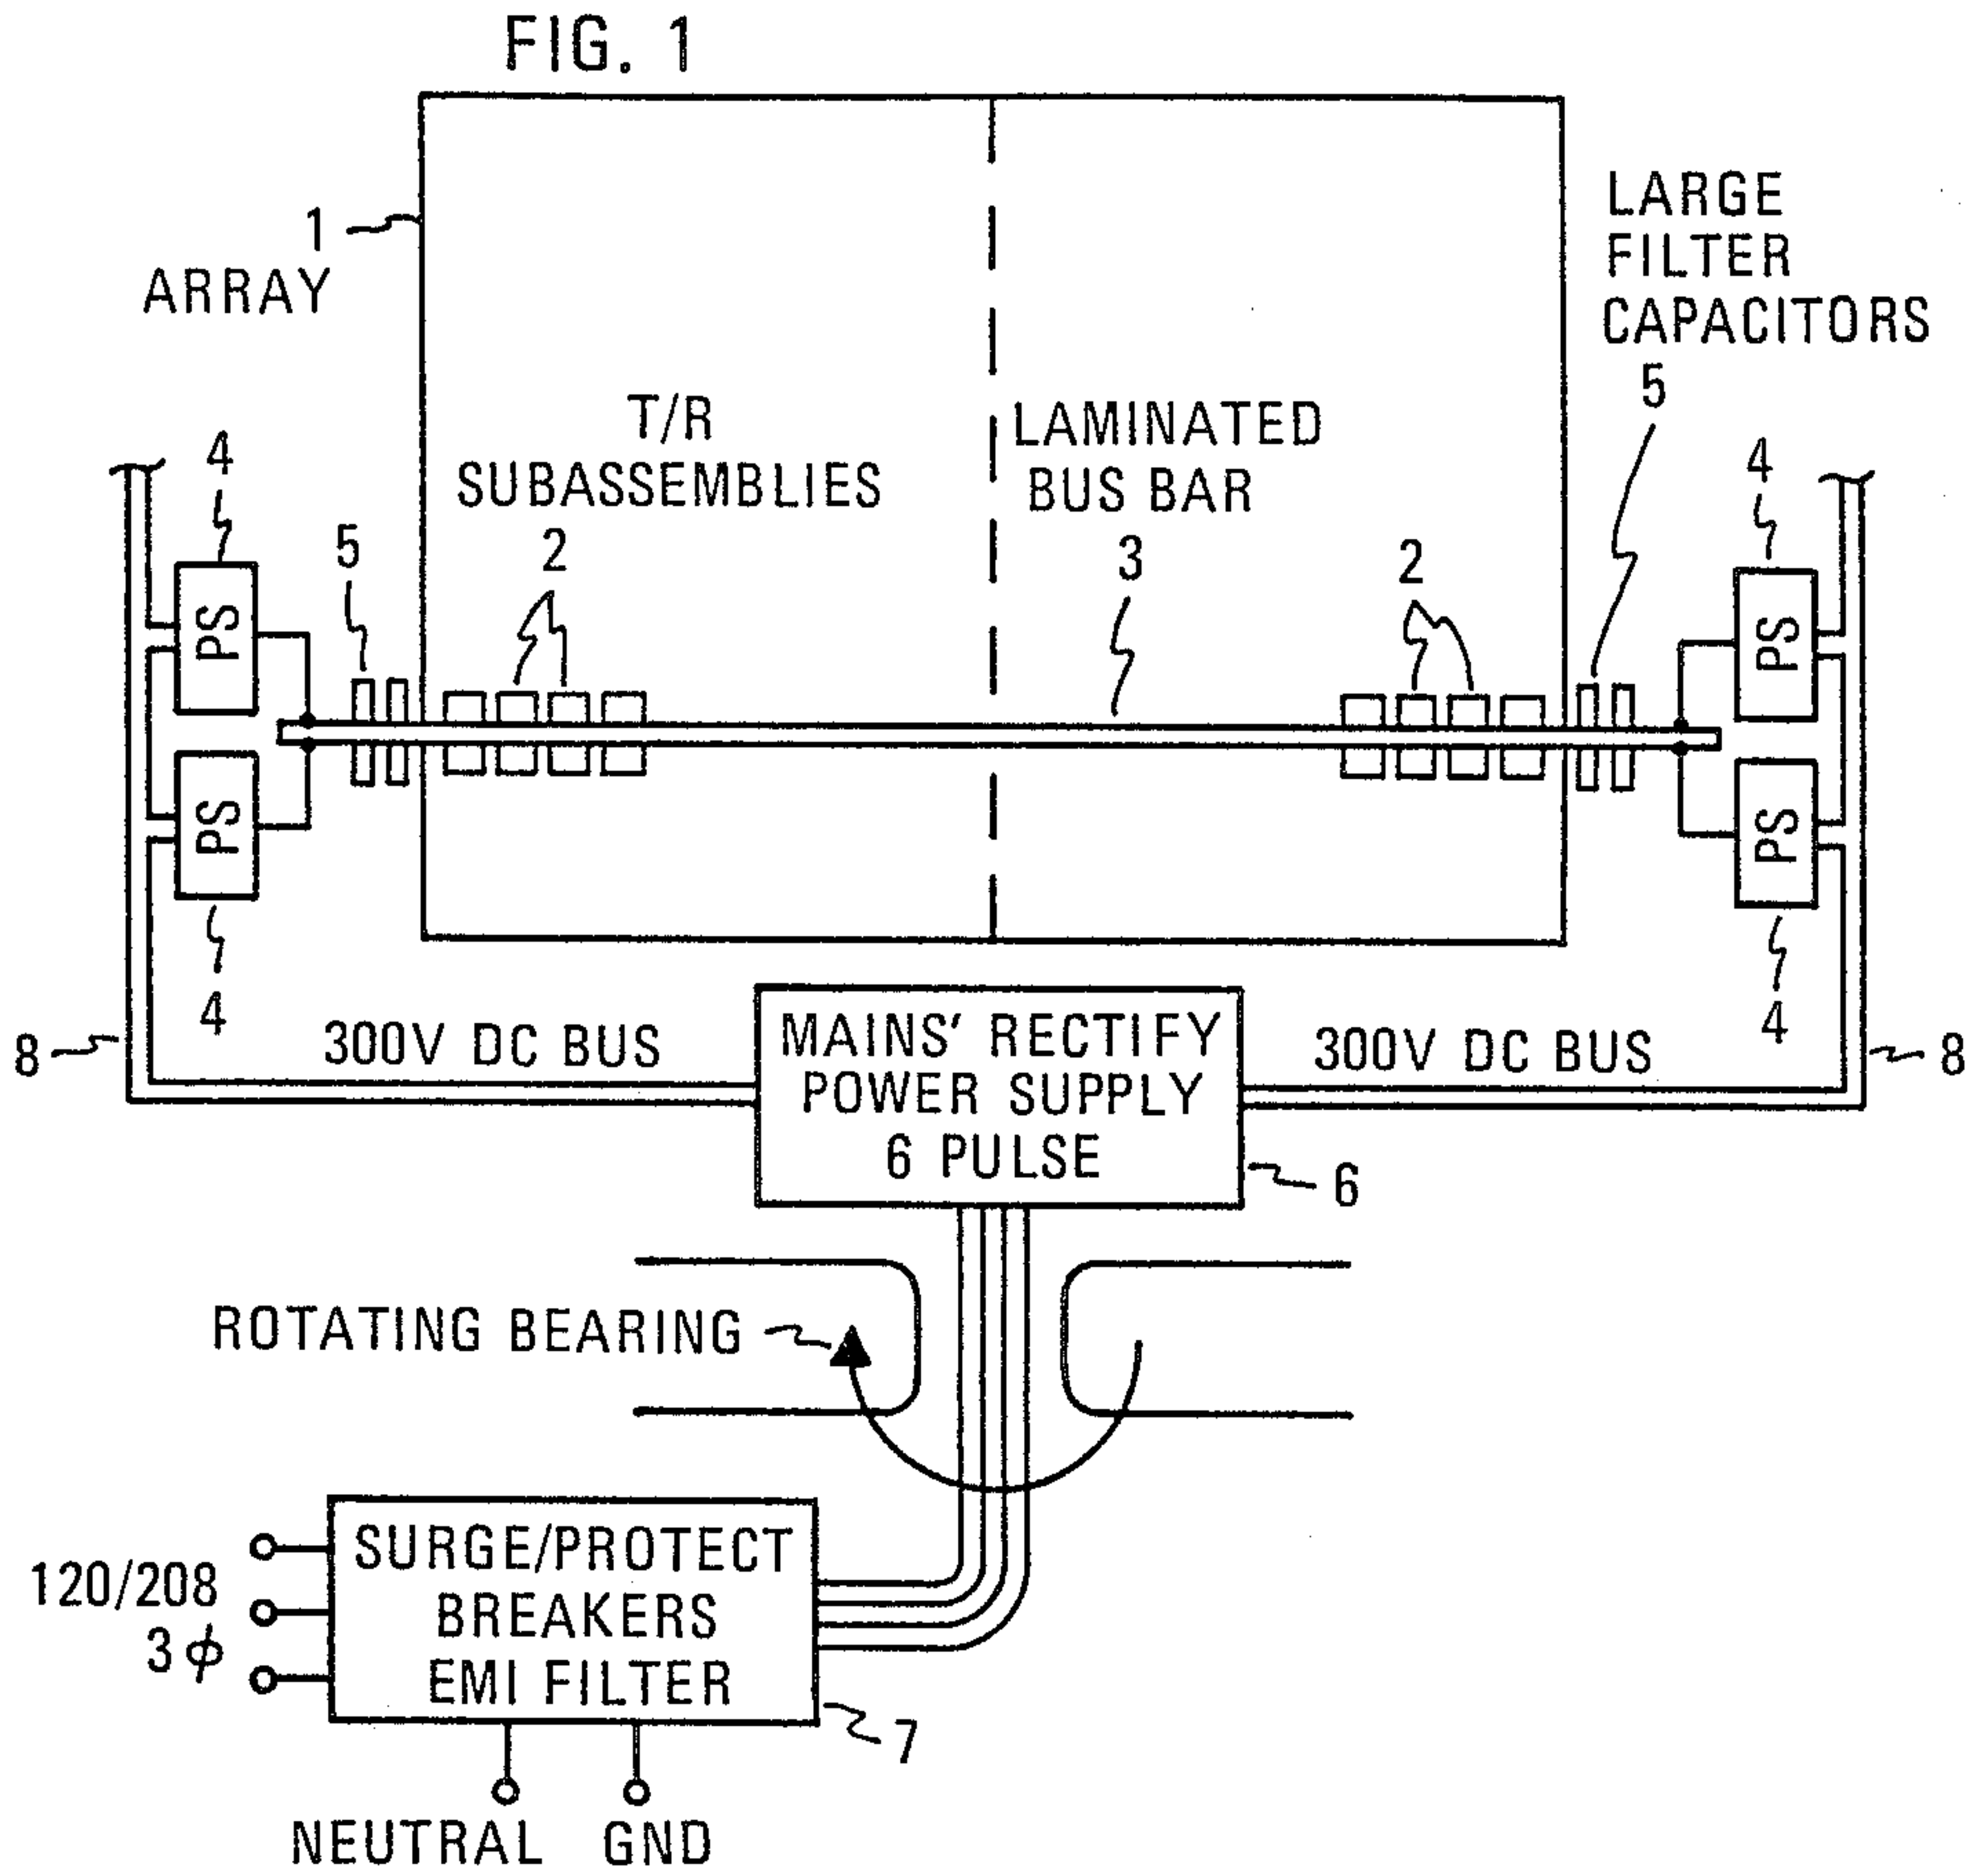 FIG. 1
1
ARRAY
LARGE
FILTER
CAPACITORS
5
T/R
SUBASSEMBLIES
2
LAMINATED
BUS BAR
3
4
5
2
4
PS
PS
PS
PS
4
4
8
300V DC BUS
MAINS' RECTIFY
POWER SUPPLY
6 PULSE
300V DC BUS
8
6
ROTATING BEARING
120/208
3 ϕ
SURGE/PROTECT
BREAKERS
EMI FILTER
7
NEUTRAL
GND